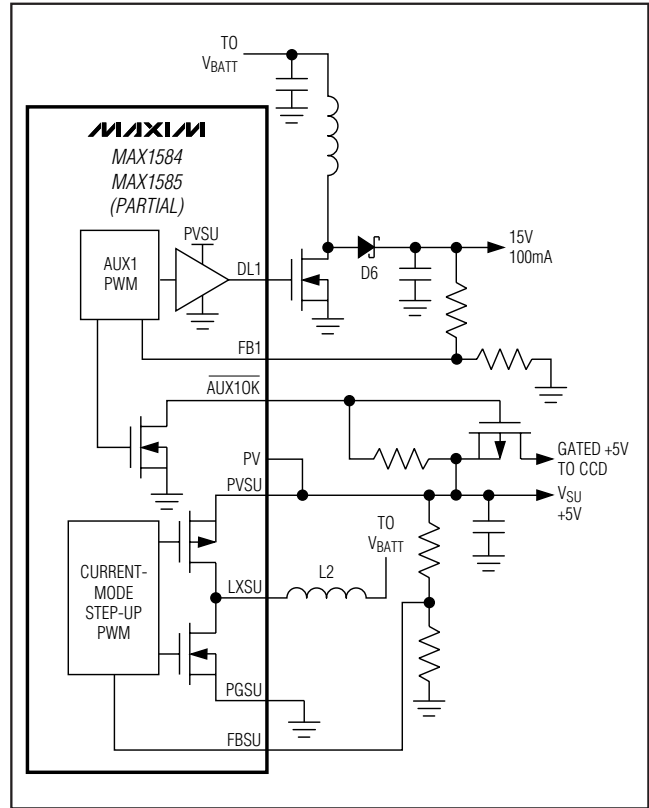 TO
VBATT
MAXIM
MAX1584
MAX1585
(PARTIAL)
PVSU
AUX1
PWM
DL1
D6
15V
100mA
FB1
AUX1OK
PV
PVSU
GATED +5V
TO CCD
VSU
+5V
TO
VBATT
CURRENT-
MODE
STEP-UP
PWM
LXSU
L2
PGSU
FBSU